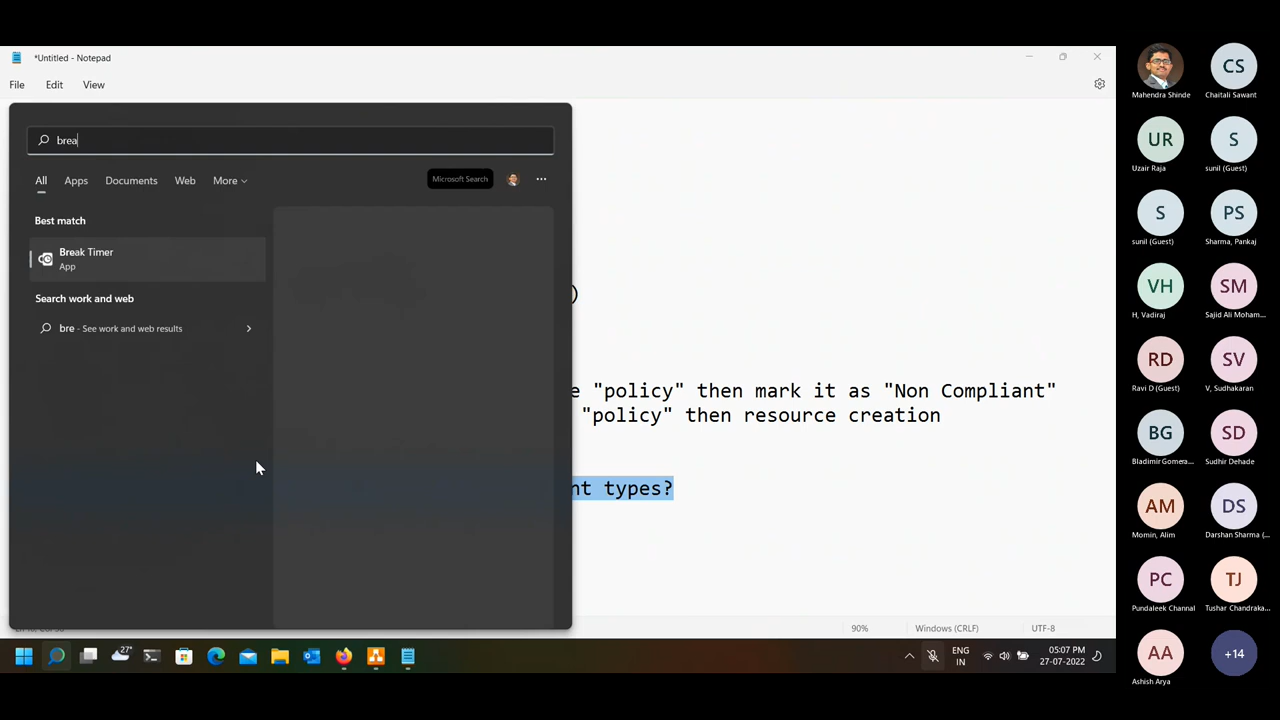 *Untitled - Notepad
File Edit View
brea
All Apps Documents Web More
Microsoft Search
Best match
Break Timer
App
Search work and web
bre - See work and web results
)
e "policy" then mark it as "Non Compliant"
"policy" then resource creation
nt types?
90% Windows (CRLF) UTF-8
27°
ENG
IN
05:07 PM
27-07-2022
Mahendra Shinde
CS
Chaitali Sawant
UR
Uzair Raja
S
sunil (Guest)
S
sunil (Guest)
PS
Sharma, Pankaj
VH
H, Vadiraj
SM
Sajid Ali Moham...
RD
Ravi D (Guest)
SV
V, Sudhakaran
BG
Bladimir Gomera...
SD
Sudhir Dehade
AM
Momin, Alim
DS
Darshan Sharma (...
PC
Pundaleek Channal
TJ
Tushar Chandraka...
AA
Ashish Arya
+14